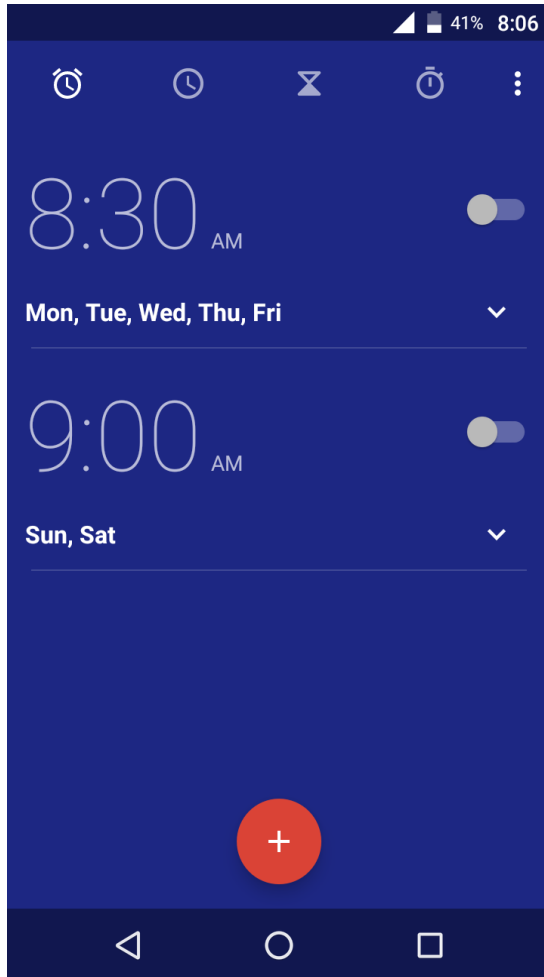 41% 8:06
8:30 AM
Mon, Tue, Wed, Thu, Fri
9:00 AM
Sun, Sat